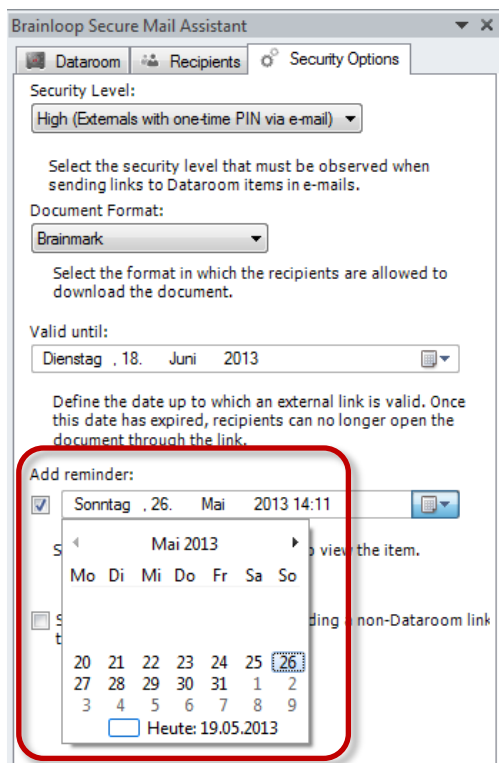 Brainloop Secure Mail Assistant
Dataroom Recipients Security Options
Security Level:
High (Externals with one-time PIN via e-mail)
Select the security level that must be observed when
sending links to Dataroom items in e-mails.
Document Format:
Brainmark
Select the format in which the recipients are allowed to
download the document.
Valid until:
Dienstag , 18. Juni 2013
Define the date up to which an external link is valid. Once
this date has expired, recipients can no longer open the
document through the link.
Add reminder:
Sonntag , 26. Mai 2013 14:11
Mai 2013
view the item.
Mo Di Mi Do Fr Sa So
a non-Dataroom link
20 21 22 23 24 25 26
27 28 29 30 31 1 2
3 4 5 6 7 8 9
Heute: 19.05.2013